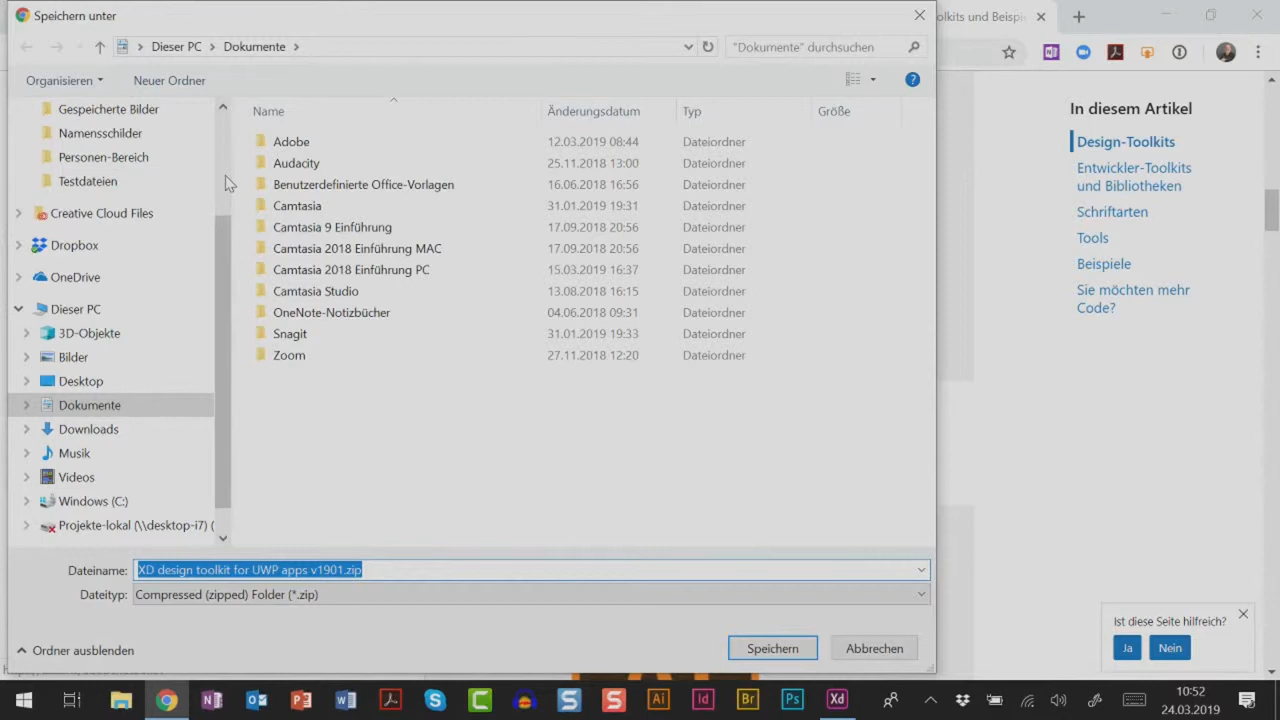 Speichern unter
olkits und Beispi
Dieser PC
Dokumente
"Dokumente" durchsuchen
Organisieren
Neuer Ordner
Gespeicherte Bilder
Namensschilder
Personen-Bereich
Testdateien
Creative Cloud Files
Dropbox
OneDrive
Dieser PC
3D-Objekte
Bilder
Desktop
Dokumente
Downloads
Musik
Videos
Windows (C:)
Projekte-lokal (\\desktop-i7) (
Name Änderungsdatum Typ Größe
Adobe 12.03.2019 08:44 Dateiordner
Audacity 25.11.2018 13:00 Dateiordner
Benutzerdefinierte Office-Vorlagen 16.06.2018 16:56 Dateiordner
Camtasia 31.01.2019 19:31 Dateiordner
Camtasia 9 Einführung 17.09.2018 20:56 Dateiordner
Camtasia 2018 Einführung MAC 17.09.2018 20:56 Dateiordner
Camtasia 2018 Einführung PC 15.03.2019 16:37 Dateiordner
Camtasia Studio 13.08.2018 16:15 Dateiordner
OneNote-Notizbücher 04.06.2018 09:31 Dateiordner
Snagit 31.01.2019 19:33 Dateiordner
Zoom 27.11.2018 12:20 Dateiordner
Dateiname: XD design toolkit for UWP apps v1901.zip
Dateityp: Compressed (zipped) Folder (*.zip)
Ordner ausblenden
Speichern
Abbrechen
In diesem Artikel
Design-Toolkits
Entwickler-Toolkits
und Bibliotheken
Schriftarten
Tools
Beispiele
Sie möchten mehr
Code?
Ist diese Seite hilfreich?
Ja
Nein
Ai
Id
Br
Ps
Xd
10:52
24.03.2019